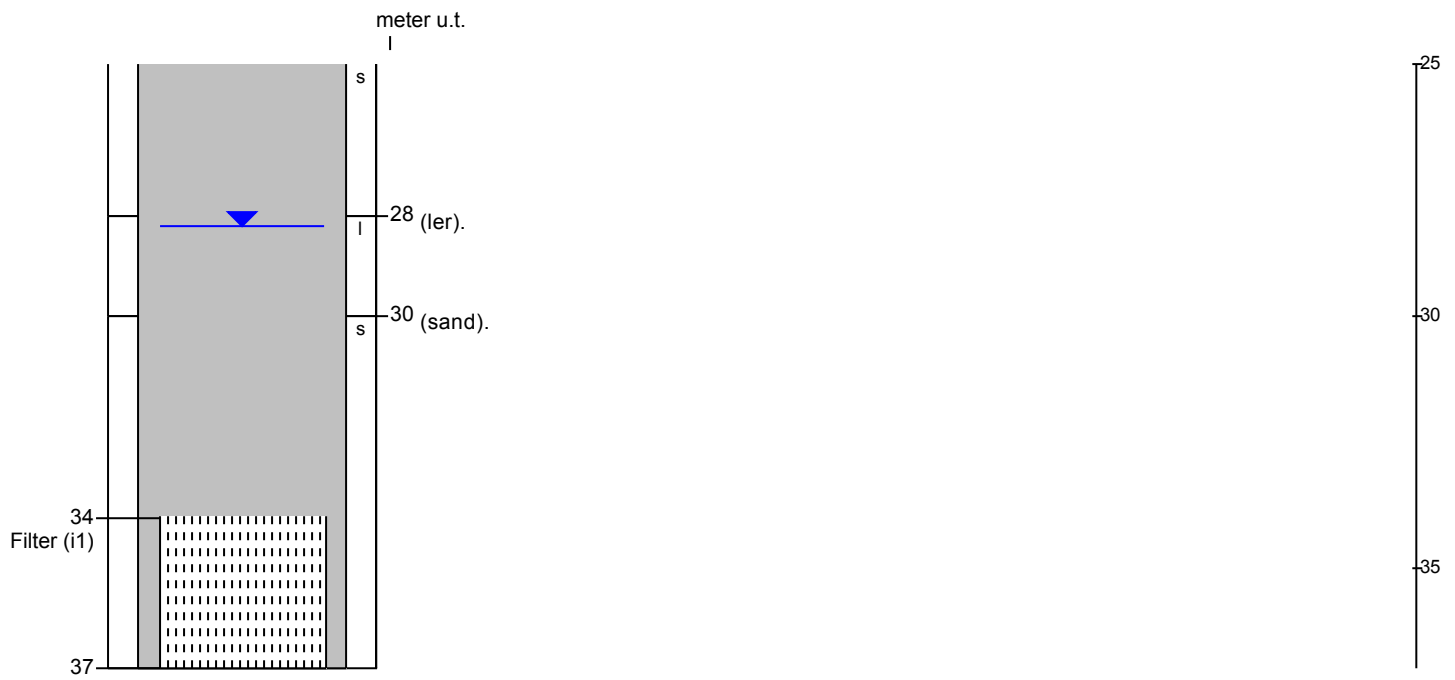 meter u.t.
25
s
28 (ler).
l
30 (sand).
30
s
34
Filter (i1)
35
37